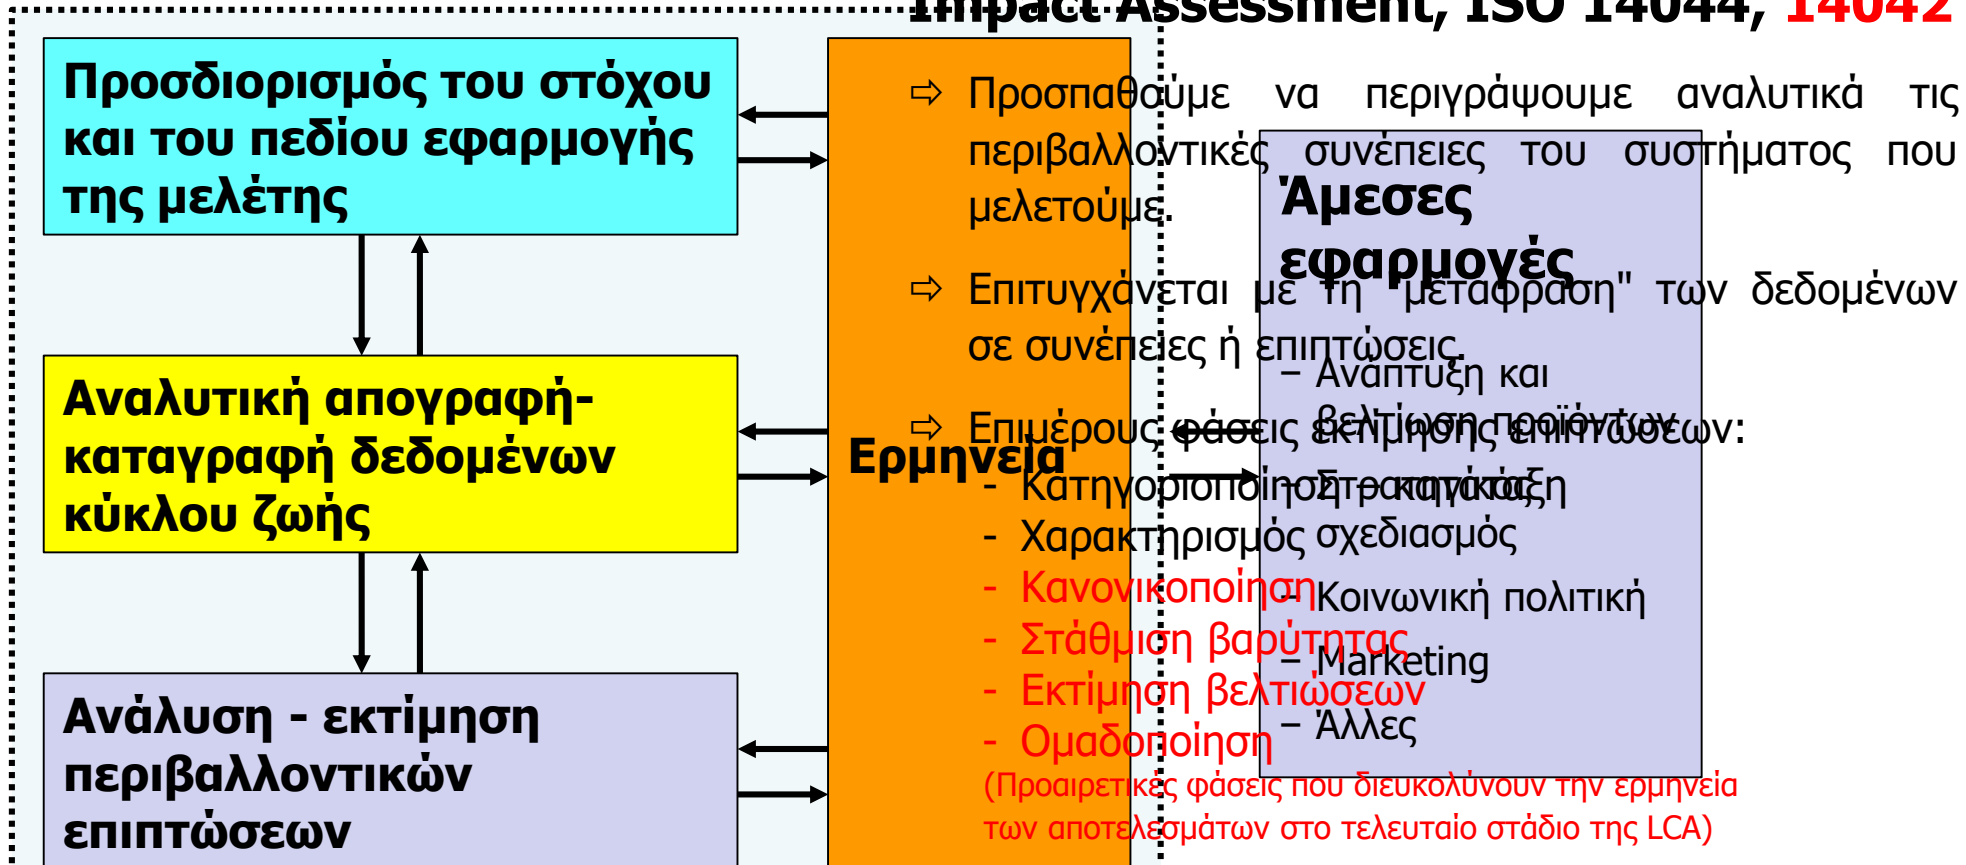 Impact Assessment, ISO 14044, 14042
Προσδιορισμός του στόχου
και του πεδίου εφαρμογής
της μελέτης
Αναλυτική απογραφή-
καταγραφή δεδομένων
κύκλου ζωής
Ανάλυση - εκτίμηση
περιβαλλοντικών
επιπτώσεων
Ερμηνεία
⇨ Προσπαθούμε να περιγράψουμε αναλυτικά τις
περιβαλλοντικές συνέπειες του συστήματος που
μελετούμε.
⇨ Επιτυγχάνεται με τη "μετάφραση" των δεδομένων
σε συνέπειες ή επιπτώσεις.
⇨ Επιμέρους φάσεις εκτίμησης επιπτώσεων:
- Κατηγοριοποίηση – κατάταξη
- Χαρακτηρισμός
- Κανονικοποίηση
- Στάθμιση βαρύτητας
- Εκτίμηση βελτιώσεων
- Ομαδοποίηση
(Προαιρετικές φάσεις που διευκολύνουν την ερμηνεία
των αποτελεσμάτων στο τελευταίο στάδιο της LCA)
Άμεσες
εφαρμογές
– Ανάπτυξη και
βελτίωση προϊόντων
– Στρατηγικός
σχεδιασμός
– Κοινωνική πολιτική
– Marketing
– Άλλες